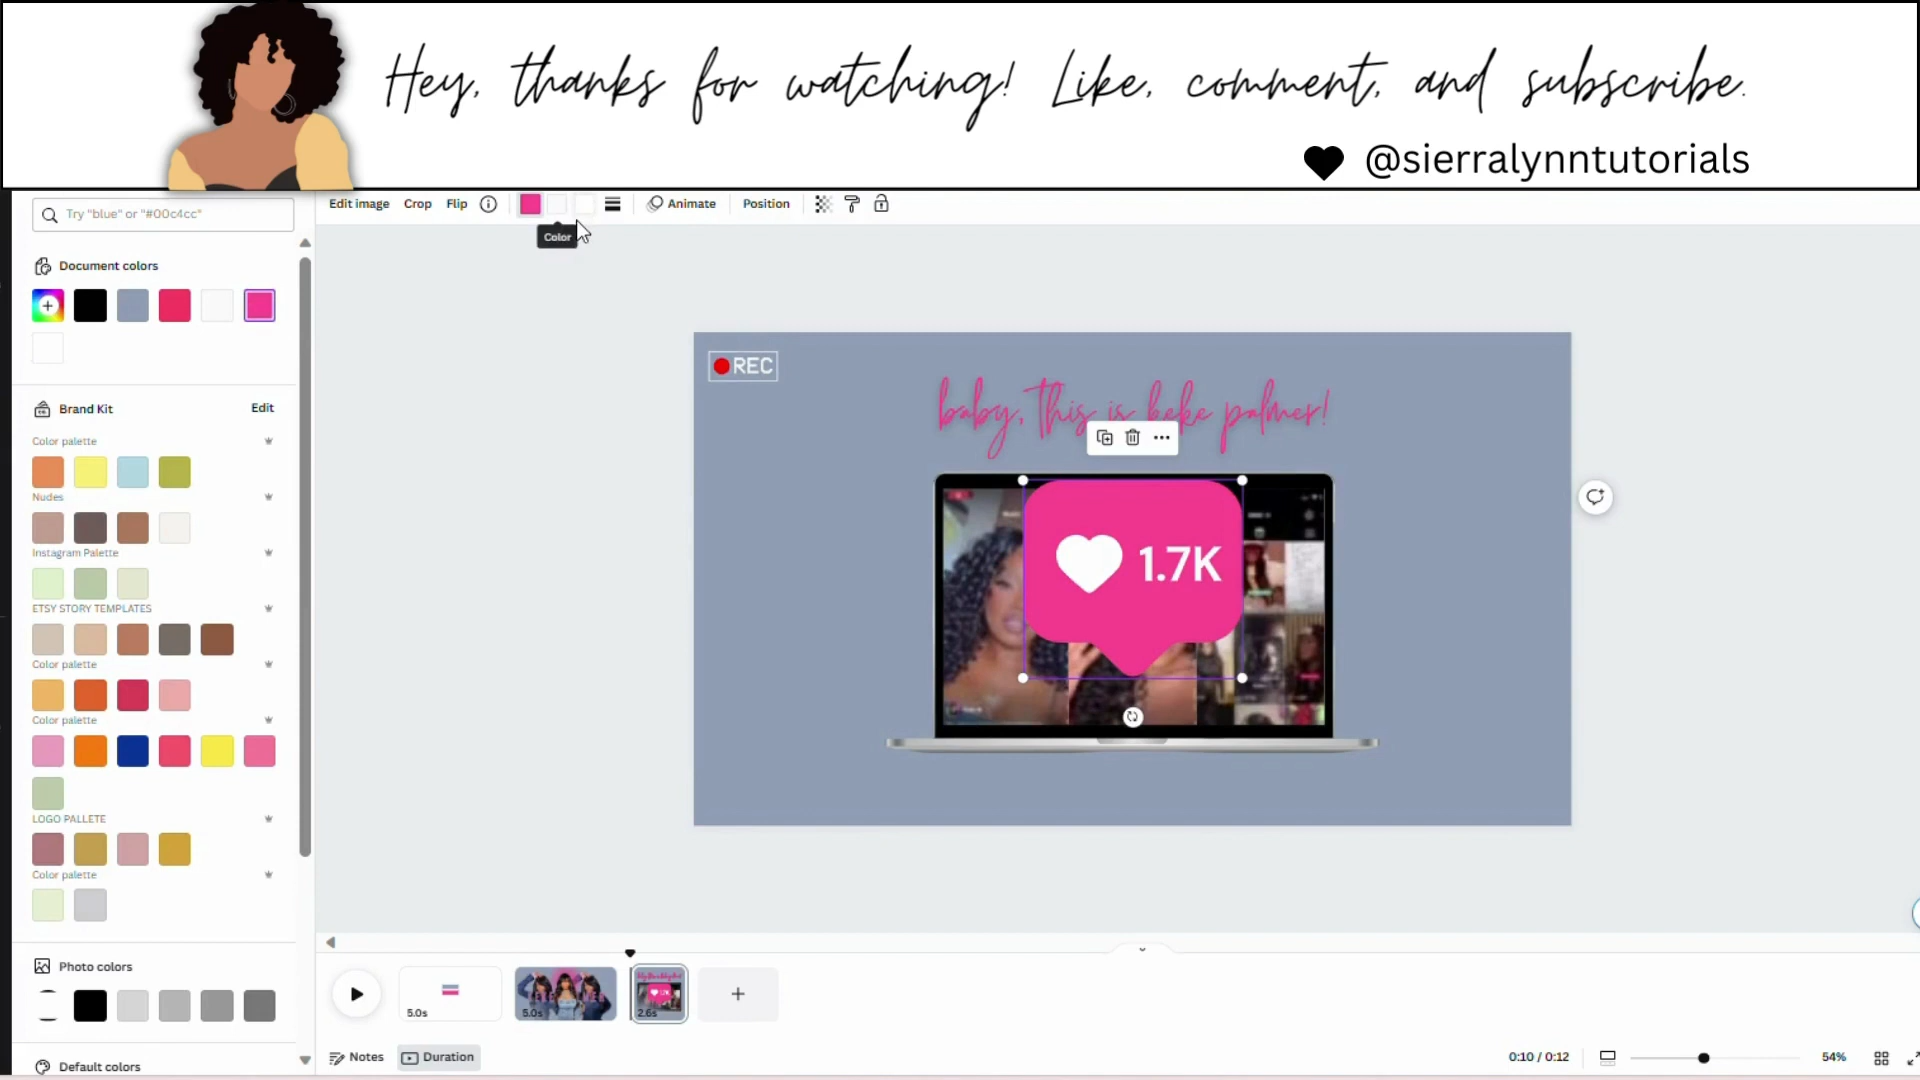 Hey, thanks for watching! Like, comment, and subscribe.
@sierralynntutorials
Try "blue" or "#00c4cc"
Edit image Crop Flip Animate Position
Color
Document colors
Brand Kit Edit
Color palette
Nudes
Instagram Palette
ETSY STORY TEMPLATES
Color palette
Color palette
LOGO PALLETE
Color palette
Photo colors
Default colors
REC
baby, this is keke palmer!
1.7K
5.0s
5.0s
2.6s
Notes Duration
0:10 / 0:12
54%